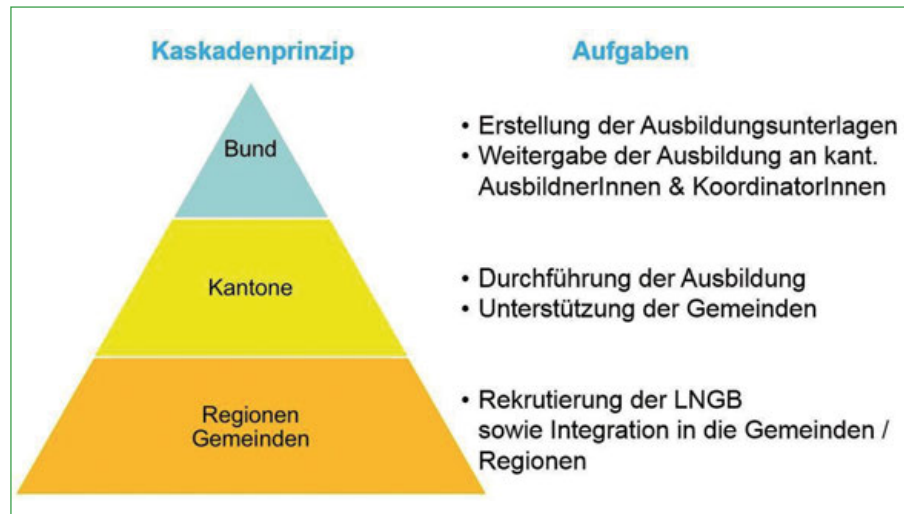 Kaskadenprinzip
Aufgaben
Bund
• Erstellung der Ausbildungsunterlagen
• Weitergabe der Ausbildung an kant.
AusbildnerInnen & KoordinatorInnen
Kantone
• Durchführung der Ausbildung
• Unterstützung der Gemeinden
Regionen
Gemeinden
• Rekrutierung der LNGB
sowie Integration in die Gemeinden /
Regionen